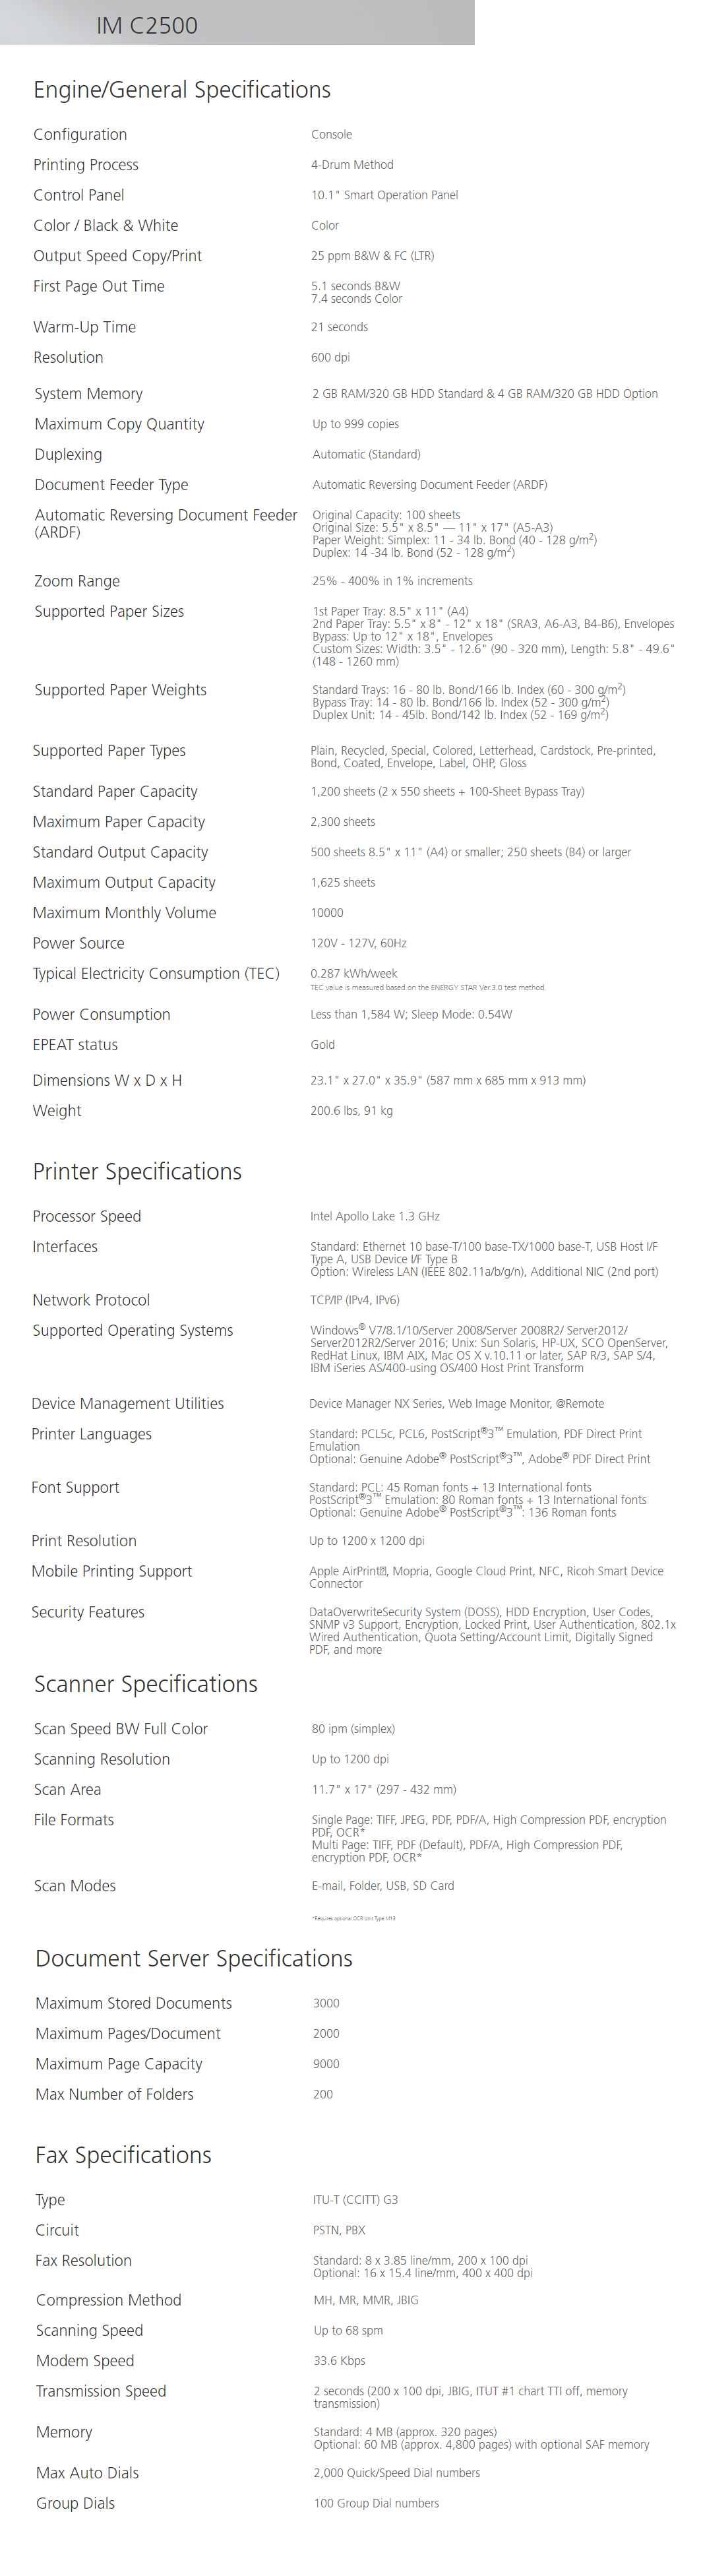 IM C2500
Engine/General Specifications
Configuration Console
Printing Process 4-Drum Method
Control Panel 10.1" Smart Operation Panel
Color / Black & White Color
Output Speed Copy/Print 25 ppm B&W & FC (LTR)
First Page Out Time 5.1 seconds B&W
7.4 seconds Color
Warm-Up Time 21 seconds
Resolution 600 dpi
System Memory 2 GB RAM/320 GB HDD Standard & 4 GB RAM/320 GB HDD Option
Maximum Copy Quantity Up to 999 copies
Duplexing Automatic (Standard)
Document Feeder Type Automatic Reversing Document Feeder (ARDF)
Automatic Reversing Document Feeder
(ARDF)
Original Capacity: 100 sheets
Original Size: 5.5" x 8.5" — 11" x 17" (A5-A3)
Paper Weight: Simplex: 11 - 34 lb. Bond (40 - 128 g/m²)
Duplex: 14 -34 lb. Bond (52 - 128 g/m²)
Zoom Range 25% - 400% in 1% increments
Supported Paper Sizes 1st Paper Tray: 8.5" x 11" (A4)
2nd Paper Tray: 5.5" x 8" - 12" x 18" (SRA3, A6-A3, B4-B6), Envelopes
Bypass: Up to 12" x 18", Envelopes
Custom Sizes: Width: 3.5" - 12.6" (90 - 320 mm), Length: 5.8" - 49.6"
(148 - 1260 mm)
Supported Paper Weights Standard Trays: 16 - 80 lb. Bond/166 lb. Index (60 - 300 g/m²)
Bypass Tray: 14 - 80 lb. Bond/166 lb. Index (52 - 300 g/m²)
Duplex Unit: 14 - 45lb. Bond/142 lb. Index (52 - 169 g/m²)
Supported Paper Types Plain, Recycled, Special, Colored, Letterhead, Cardstock, Pre-printed,
Bond, Coated, Envelope, Label, OHP, Gloss
Standard Paper Capacity 1,200 sheets (2 x 550 sheets + 100-Sheet Bypass Tray)
Maximum Paper Capacity 2,300 sheets
Standard Output Capacity 500 sheets 8.5" x 11" (A4) or smaller; 250 sheets (B4) or larger
Maximum Output Capacity 1,625 sheets
Maximum Monthly Volume 10000
Power Source 120V - 127V, 60Hz
Typical Electricity Consumption (TEC) 0.287 kWh/week
TEC value is measured based on the ENERGY STAR Ver.3.0 test method.
Power Consumption Less than 1,584 W; Sleep Mode: 0.54W
EPEAT status Gold
Dimensions W x D x H 23.1" x 27.0" x 35.9" (587 mm x 685 mm x 913 mm)
Weight 200.6 lbs, 91 kg
Printer Specifications
Processor Speed Intel Apollo Lake 1.3 GHz
Interfaces Standard: Ethernet 10 base-T/100 base-TX/1000 base-T, USB Host I/F
Type A, USB Device I/F Type B
Option: Wireless LAN (IEEE 802.11a/b/g/n), Additional NIC (2nd port)
Network Protocol TCP/IP (IPv4, IPv6)
Supported Operating Systems Windows® V7/8.1/10/Server 2008/Server 2008R2/ Server2012/
Server2012R2/Server 2016; Unix: Sun Solaris, HP-UX, SCO OpenServer,
RedHat Linux, IBM AIX, Mac OS X v.10.11 or later, SAP R/3, SAP S/4,
IBM iSeries AS/400-using OS/400 Host Print Transform
Device Management Utilities Device Manager NX Series, Web Image Monitor, @Remote
Printer Languages Standard: PCL5c, PCL6, PostScript®3™ Emulation, PDF Direct Print
Emulation
Optional: Genuine Adobe® PostScript®3™, Adobe® PDF Direct Print
Font Support Standard: PCL: 45 Roman fonts + 13 International fonts
PostScript®3™ Emulation: 80 Roman fonts + 13 International fonts
Optional: Genuine Adobe® PostScript®3™: 136 Roman fonts
Print Resolution Up to 1200 x 1200 dpi
Mobile Printing Support Apple AirPrint, Mopria, Google Cloud Print, NFC, Ricoh Smart Device
Connector
Security Features DataOverwriteSecurity System (DOSS), HDD Encryption, User Codes,
SNMP v3 Support, Encryption, Locked Print, User Authentication, 802.1x
Wired Authentication, Quota Setting/Account Limit, Digitally Signed
PDF, and more
Scanner Specifications
Scan Speed BW Full Color 80 ipm (simplex)
Scanning Resolution Up to 1200 dpi
Scan Area 11.7" x 17" (297 - 432 mm)
File Formats Single Page: TIFF, JPEG, PDF, PDF/A, High Compression PDF, encryption
PDF, OCR*
Multi Page: TIFF, PDF (Default), PDF/A, High Compression PDF,
encryption PDF, OCR*
Scan Modes E-mail, Folder, USB, SD Card
*Requires optional OCR Unit Type M13
Document Server Specifications
Maximum Stored Documents 3000
Maximum Pages/Document 2000
Maximum Page Capacity 9000
Max Number of Folders 200
Fax Specifications
Type ITU-T (CCITT) G3
Circuit PSTN, PBX
Fax Resolution Standard: 8 x 3.85 line/mm, 200 x 100 dpi
Optional: 16 x 15.4 line/mm, 400 x 400 dpi
Compression Method MH, MR, MMR, JBIG
Scanning Speed Up to 68 spm
Modem Speed 33.6 Kbps
Transmission Speed 2 seconds (200 x 100 dpi, JBIG, ITUT #1 chart TTI off, memory
transmission)
Memory Standard: 4 MB (approx. 320 pages)
Optional: 60 MB (approx. 4,800 pages) with optional SAF memory
Max Auto Dials 2,000 Quick/Speed Dial numbers
Group Dials 100 Group Dial numbers